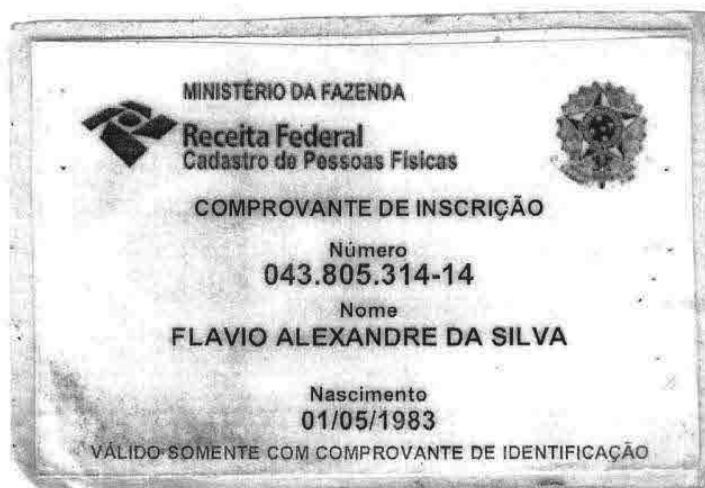 MINISTÉRIO DA FAZENDA
Receita Federal
Cadastro de Pessoas Físicas
COMPROVANTE DE INSCRIÇÃO
Número
043.805.314-14
Nome
FLAVIO ALEXANDRE DA SILVA
Nascimento
01/05/1983
VÁLIDO SOMENTE COM COMPROVANTE DE IDENTIFICAÇÃO